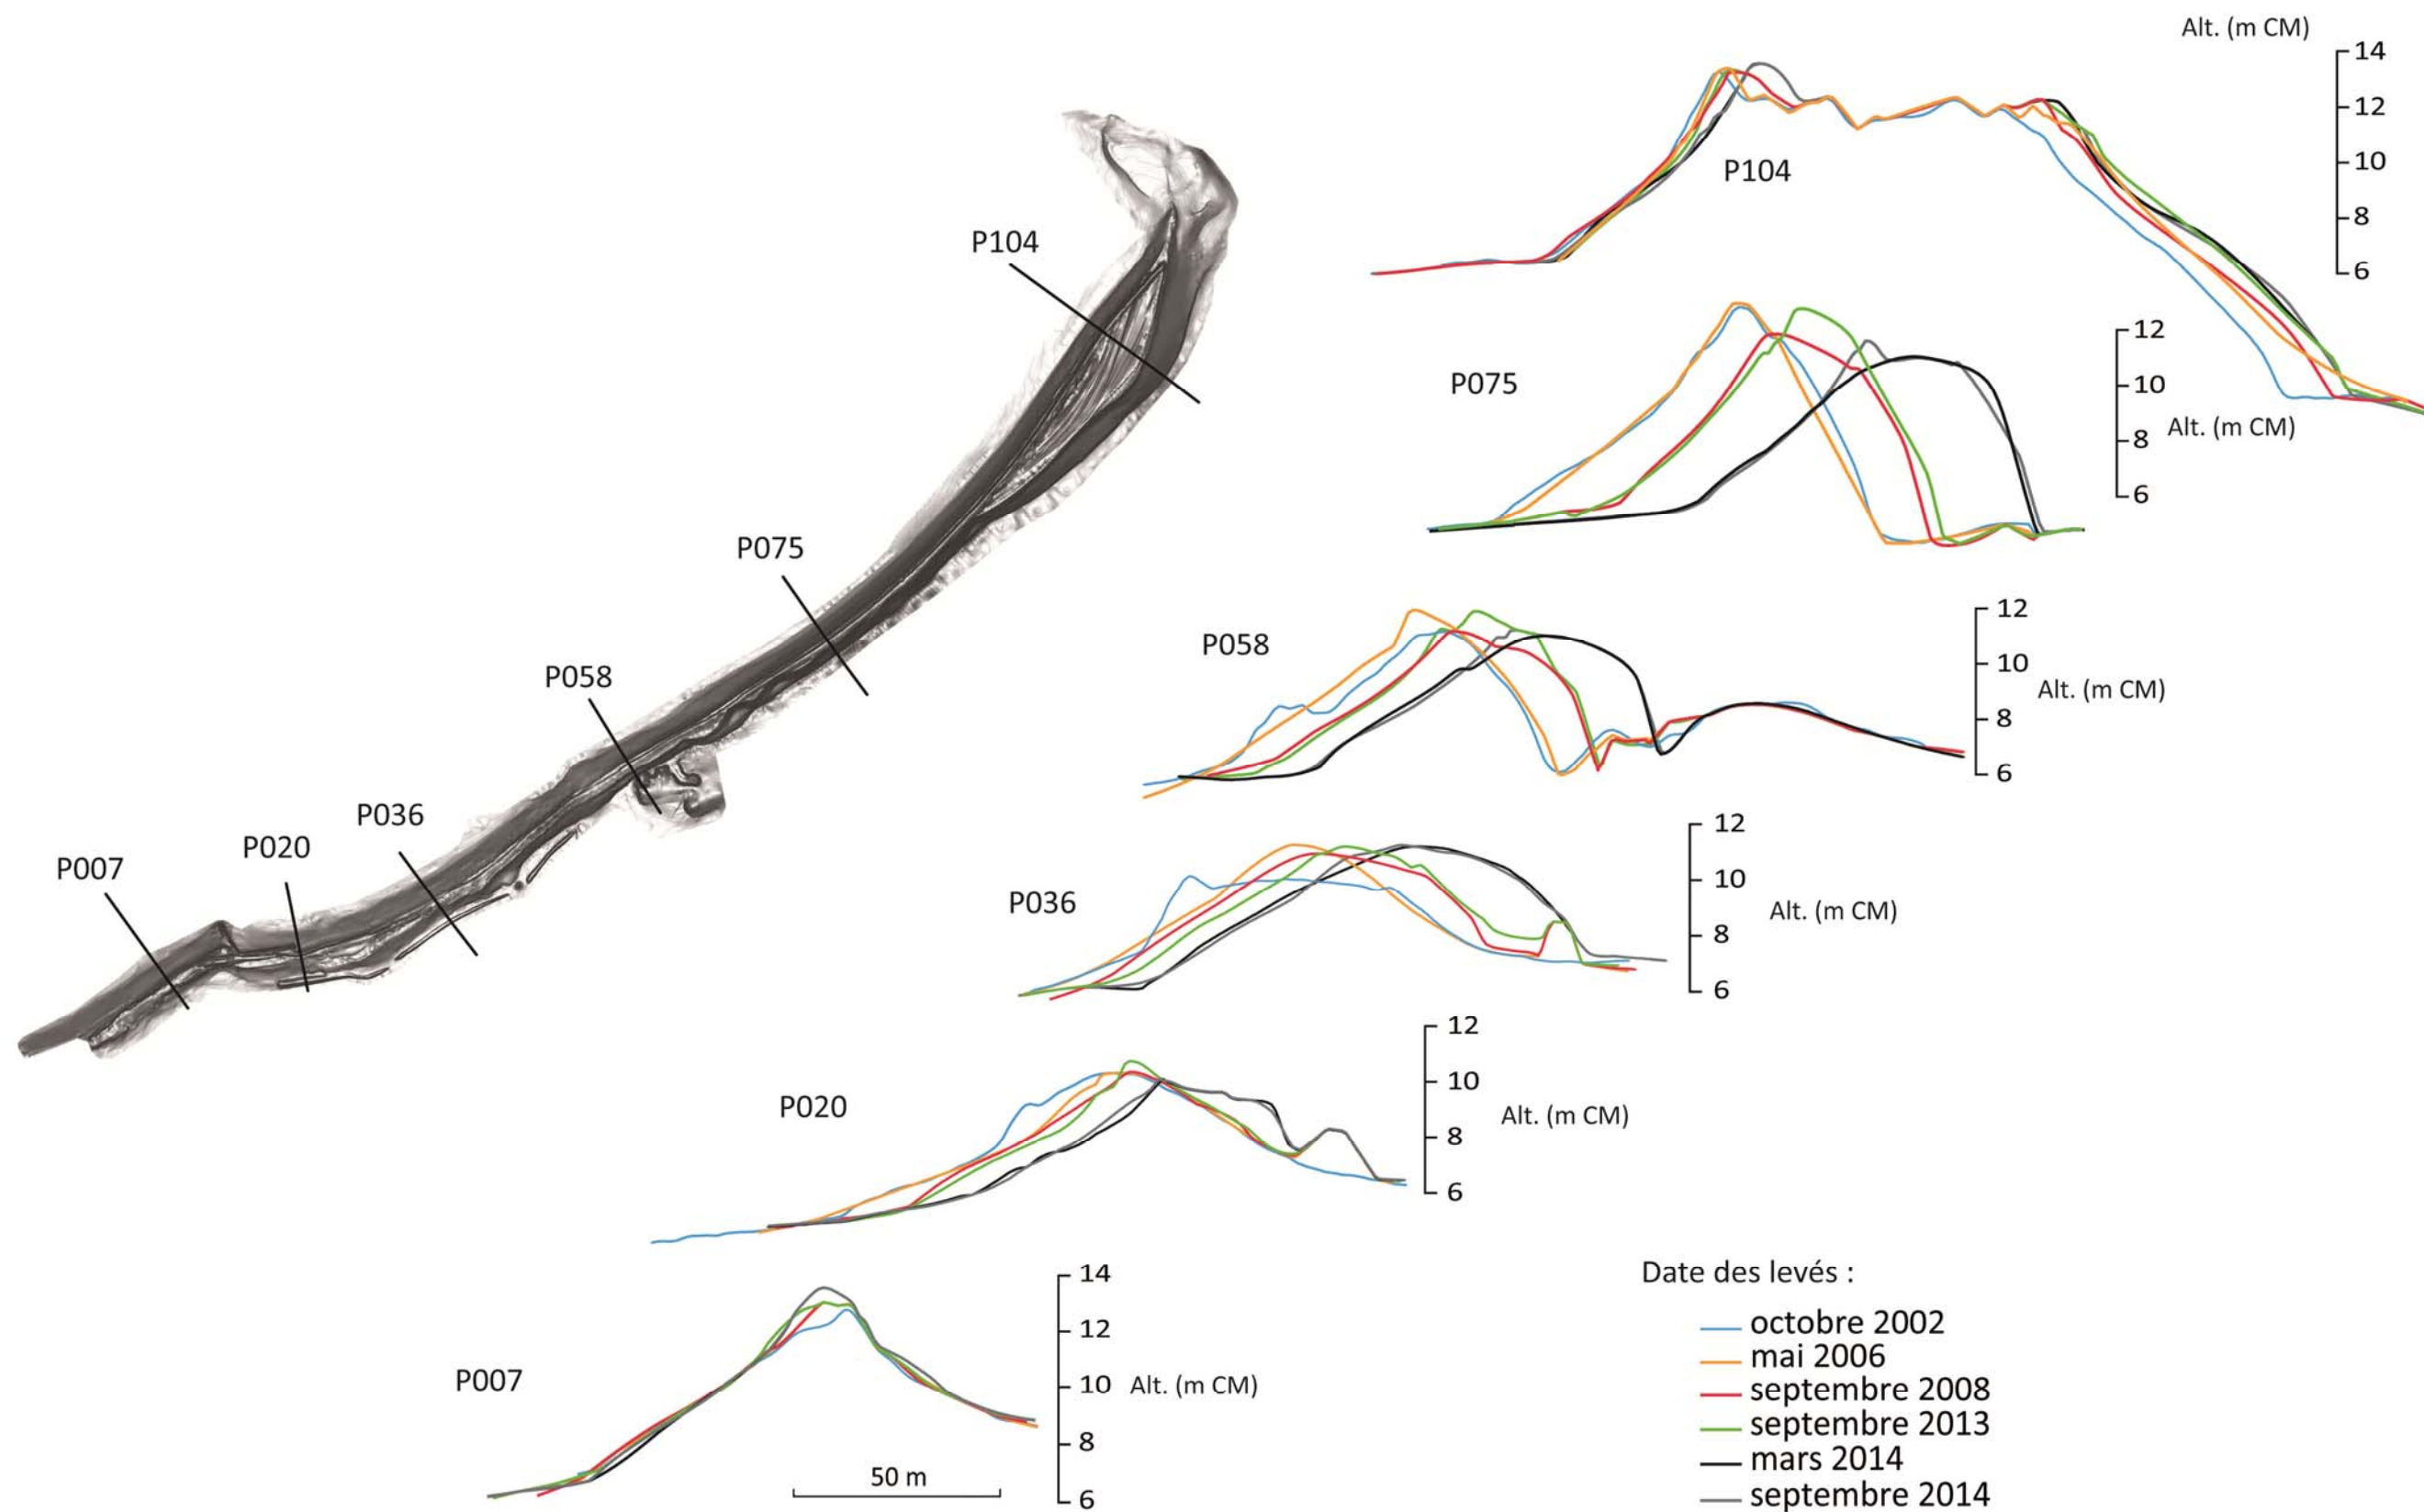 Alt. (m CM)
14
12
10
8
6
P104
P104
12
10
8
6
Alt. (m CM)
P075
P075
12
10
8
6
Alt. (m CM)
P058
P058
12
10
8
6
Alt. (m CM)
P036
P036
12
10
8
6
Alt. (m CM)
P020
P020
P007
14
12
10
8
6
Alt. (m CM)
P007
50 m
Date des levés :
octobre 2002
mai 2006
septembre 2008
septembre 2013
mars 2014
septembre 2014